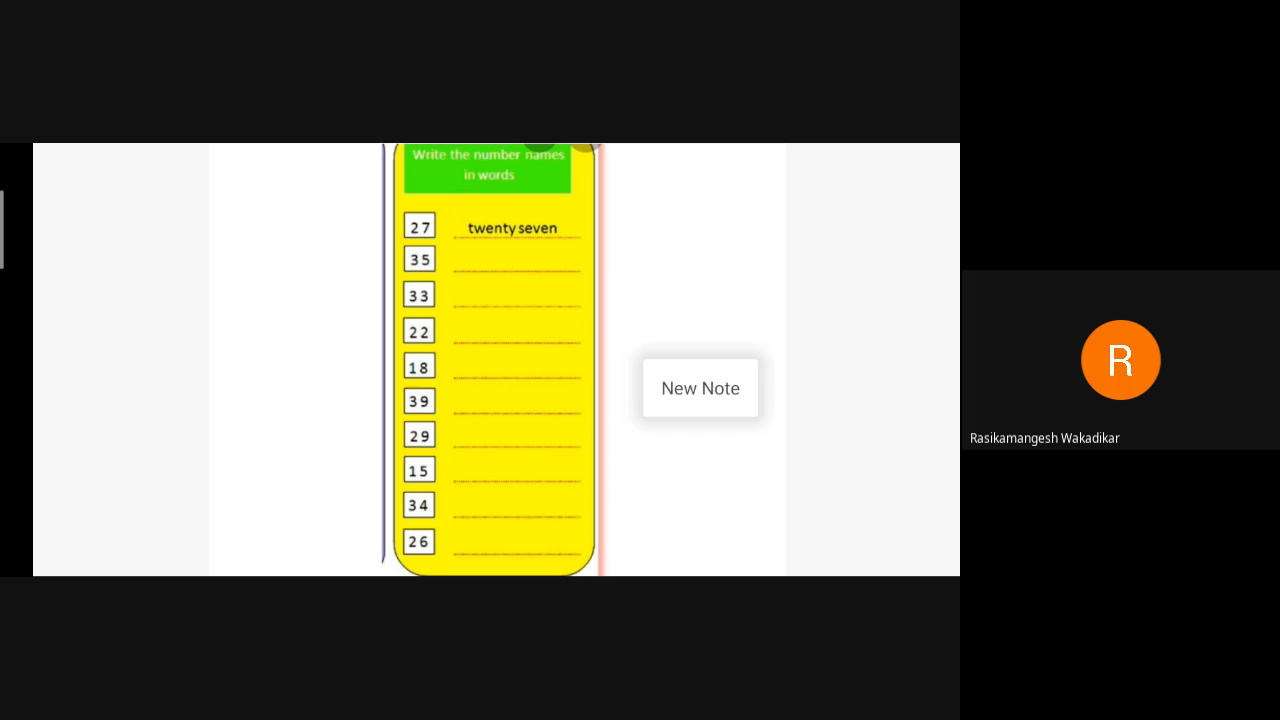 Write the number names
in words
27 twenty seven
35
33
22
18
39
29
15
34
26
New Note
R
Rasikamangesh Wakadikar